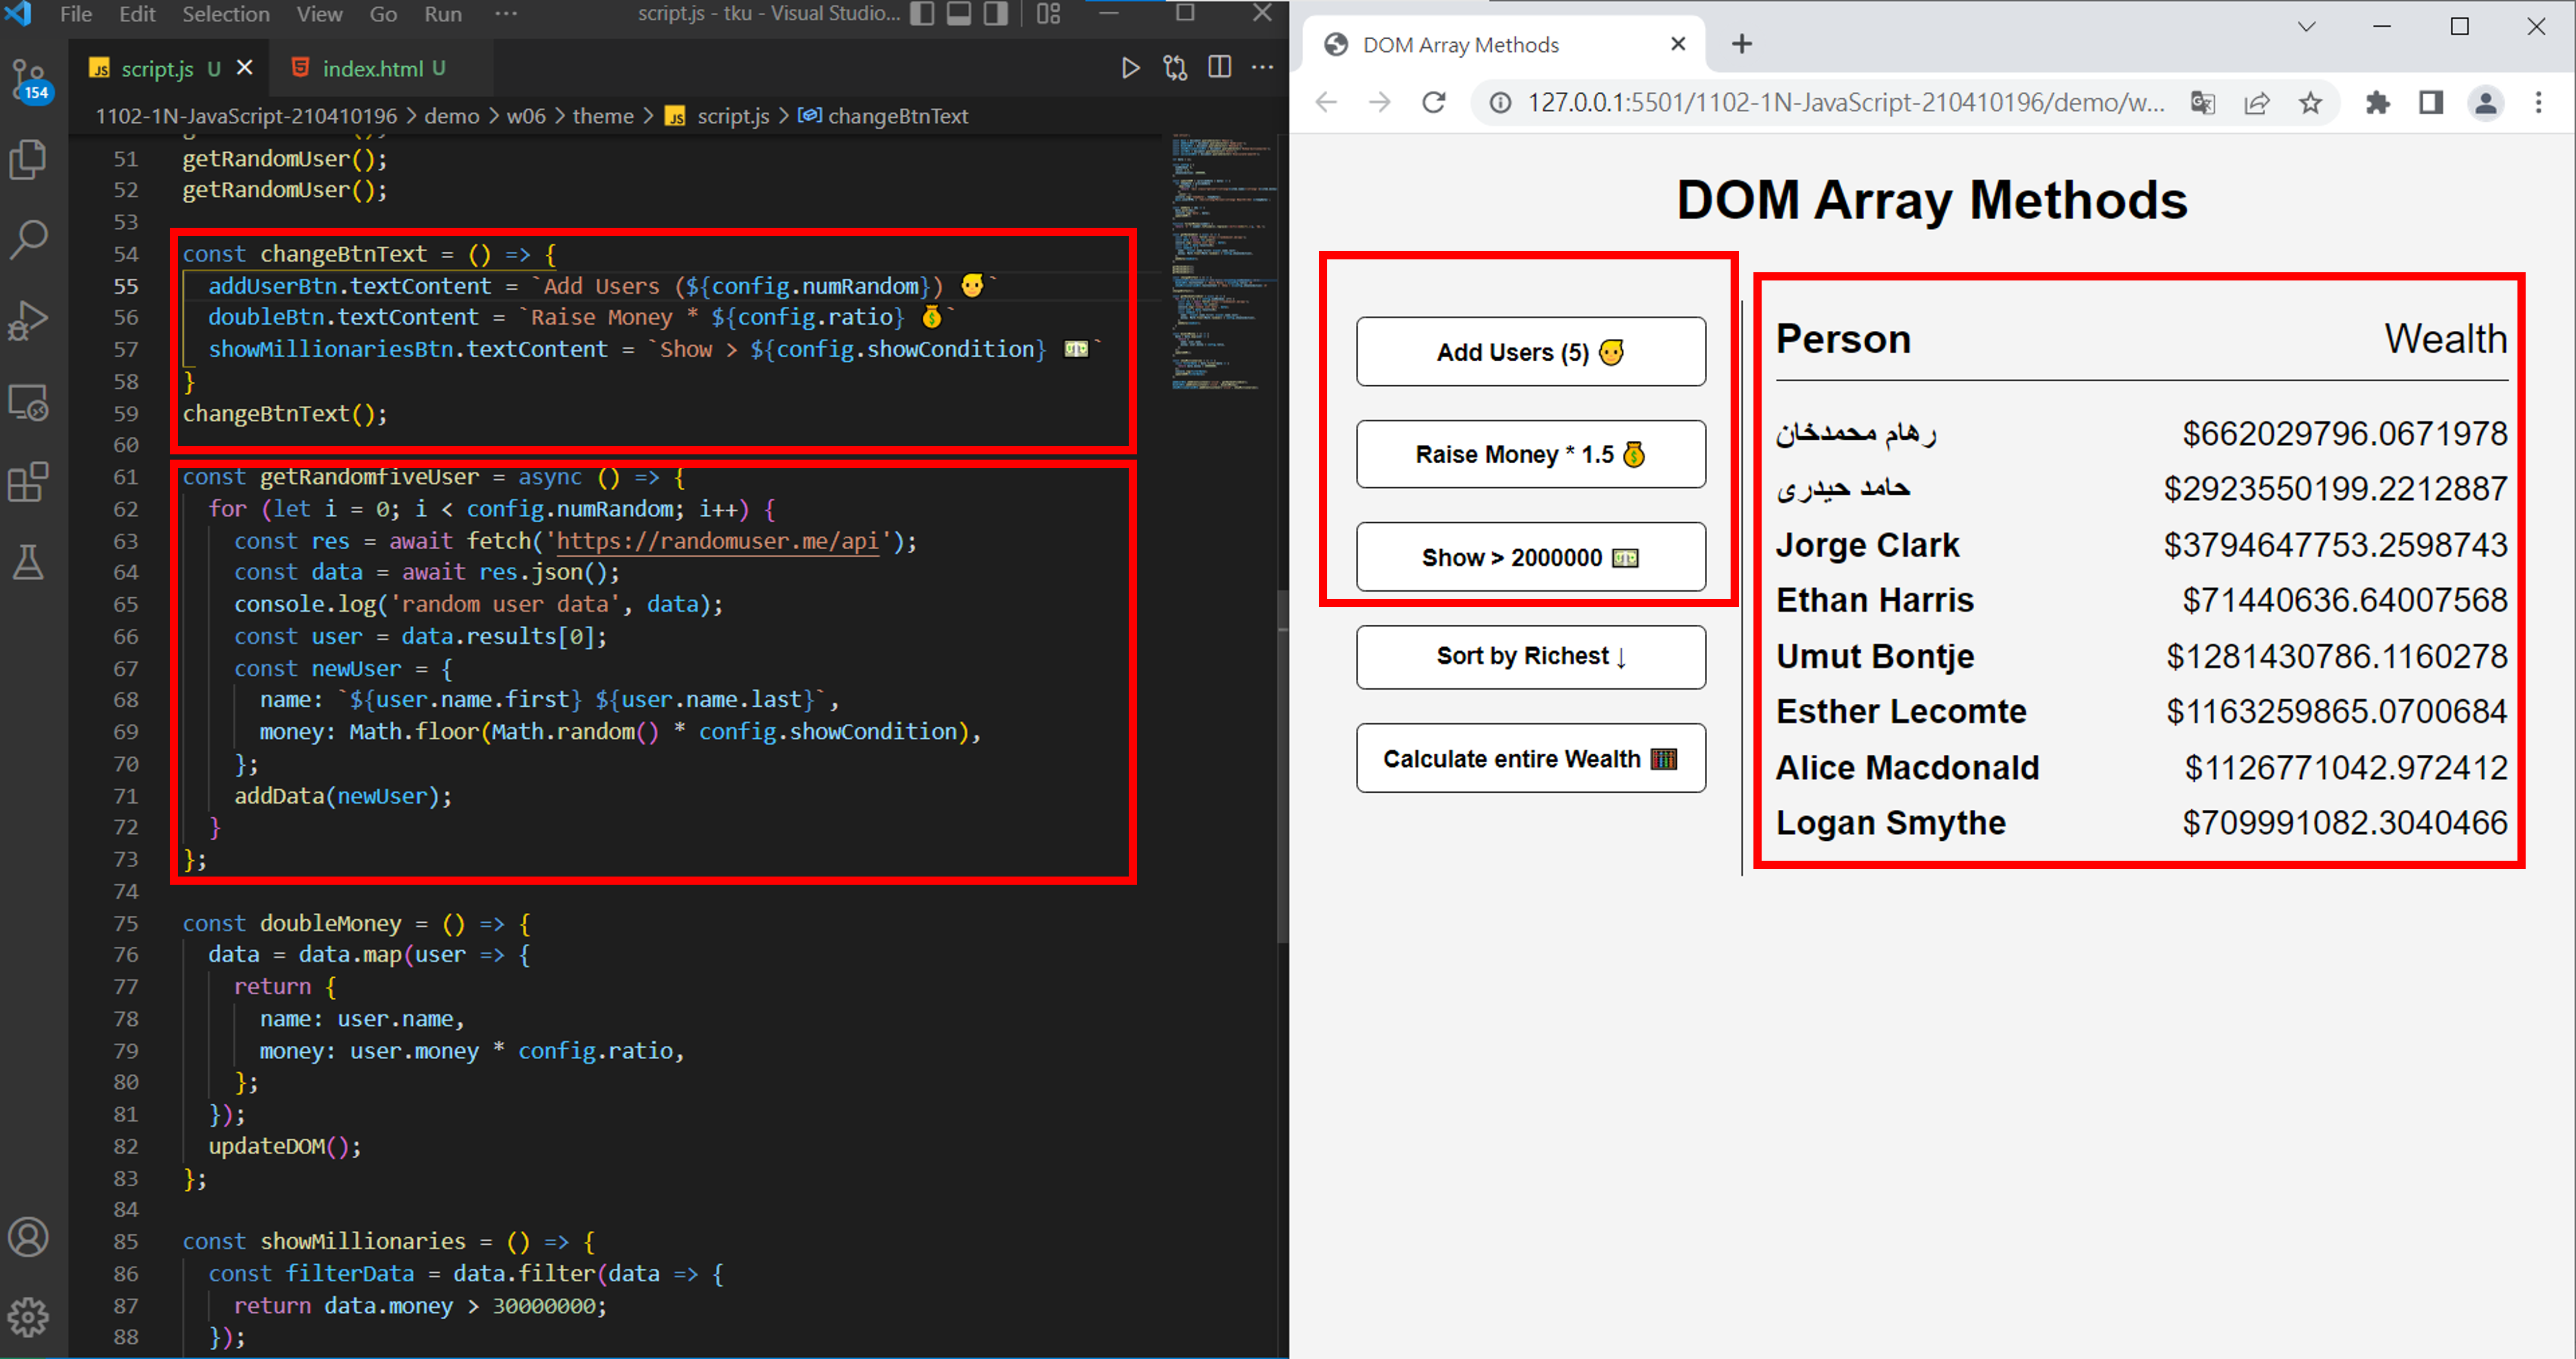 File Edit Selection View Go Run ··· script.js - tku - Visual Studio...
script.js U index.html U
1102-1N-JavaScript-210410196 > demo > w06 > theme > script.js > changeBtnText
154
51 getRandomUser();
52 getRandomUser();
53
54 const changeBtnText = () => {
55 addUserBtn.textContent = `Add Users (${config.numRandom}) 👨`
56 doubleBtn.textContent = `Raise Money * ${config.ratio} 💰`
57 showMillionariesBtn.textContent = `Show > ${config.showCondition} 💵`
58 }
59 changeBtnText();
60
61 const getRandomfiveUser = async () => {
62 for (let i = 0; i < config.numRandom; i++) {
63 const res = await fetch('https://randomuser.me/api');
64 const data = await res.json();
65 console.log('random user data', data);
66 const user = data.results[0];
67 const newUser = {
68 name: `${user.name.first} ${user.name.last}`,
69 money: Math.floor(Math.random() * config.showCondition),
70 };
71 addData(newUser);
72 }
73 };
74
75 const doubleMoney = () => {
76 data = data.map(user => {
77 return {
78 name: user.name,
79 money: user.money * config.ratio,
80 };
81 });
82 updateDOM();
83 };
84
85 const showMillionaries = () => {
86 const filterData = data.filter(data => {
87 return data.money > 30000000;
88 });
DOM Array Methods
127.0.0.1:5501/1102-1N-JavaScript-210410196/demo/w...
DOM Array Methods
Add Users (5) 👨
Raise Money * 1.5 💰
Show > 2000000 💵
Sort by Richest ↓
Calculate entire Wealth 🧮
Person Wealth
رهام محمدخان $662029796.0671978
حامد حیدری $2923550199.2212887
Jorge Clark $3794647753.2598743
Ethan Harris $71440636.64007568
Umut Bontje $1281430786.1160278
Esther Lecomte $1163259865.0700684
Alice Macdonald $1126771042.972412
Logan Smythe $709991082.3040466